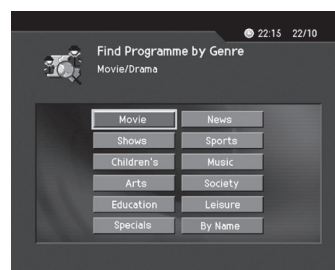 22:15 22/10
Find Programme by Genre
Movie/Drama
Movie News
Shows Sports
Children's Music
Arts Society
Education Leisure
Specials By Name